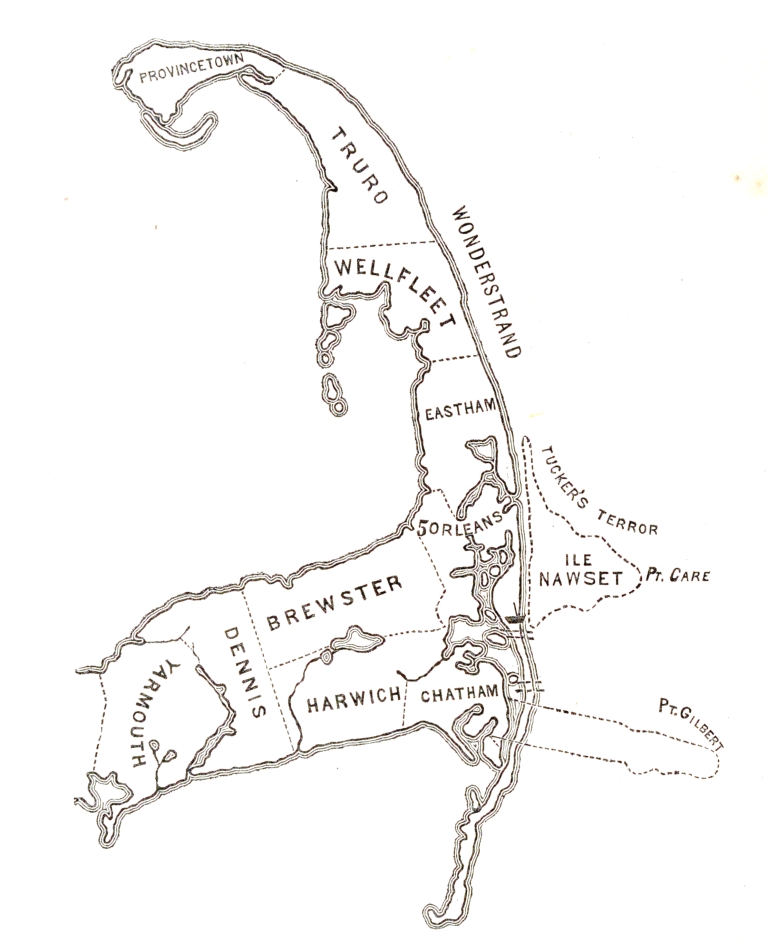 PROVINCETOWN
TRURO
WONDERSTRAND
WELLFLEET
EASTHAM
TUCKER'S TERROR
5 ORLEANS
ILE
NAWSET
PT. CARE
BREWSTER
DENNIS
YARMOUTH
HARWICH
CHATHAM
PT. GILBERT